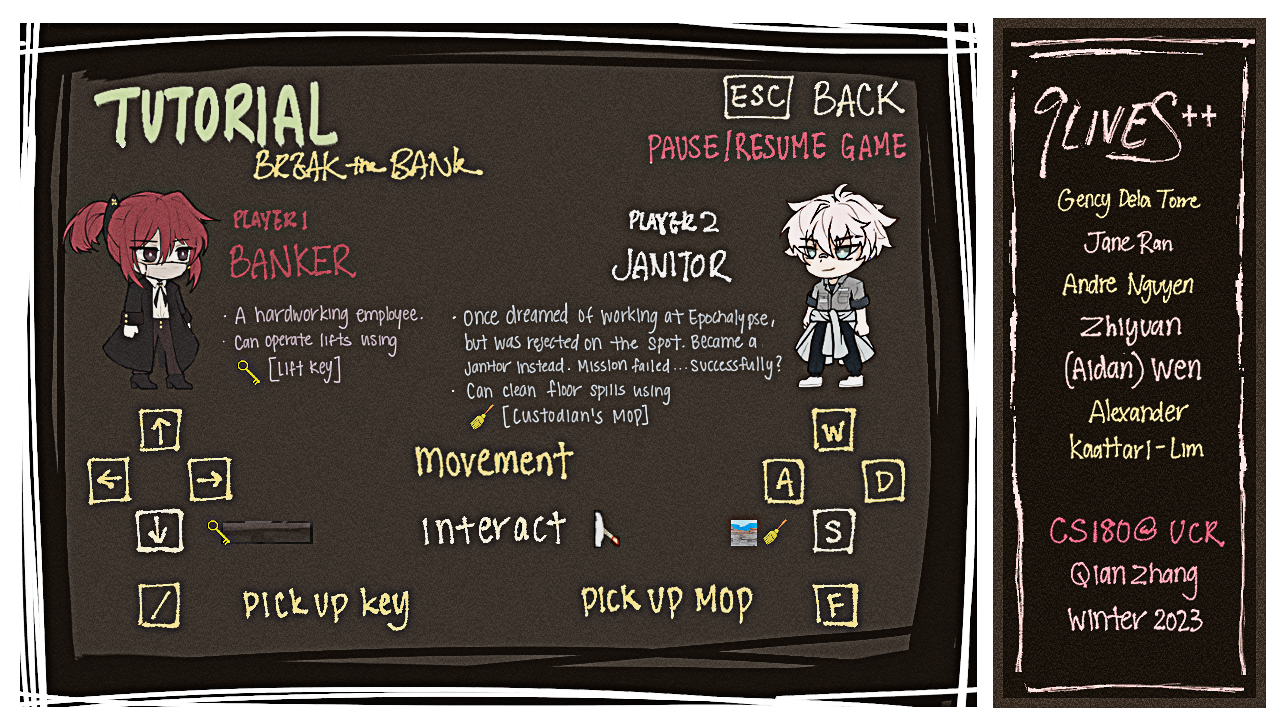 TUTORIAL
BREAK the BANK
ESC BACK
PAUSE/RESUME GAME
PLAYER 1
BANKER
· A hardworking employee.
· Can operate lifts using
[Lift Key]
PLAYER 2
JANITOR
· Once dreamed of working at Epochalypse,
but was rejected on the spot. Became a
Janitor instead. Mission failed...successfully?
· Can clean floor spills using
[Custodian's Mop]
↑
← →
↓
Movement
W
A D
S
Interact
/ PICK UP key
PICK UP MOP F
9LIVES++
Gency Dela Torre
Jane Ran
Andre Nguyen
Zhiyuan
(Aidan) Wen
Alexander
Kaattari-Lim
CS180@ UCR
Qian Zhang
Winter 2023